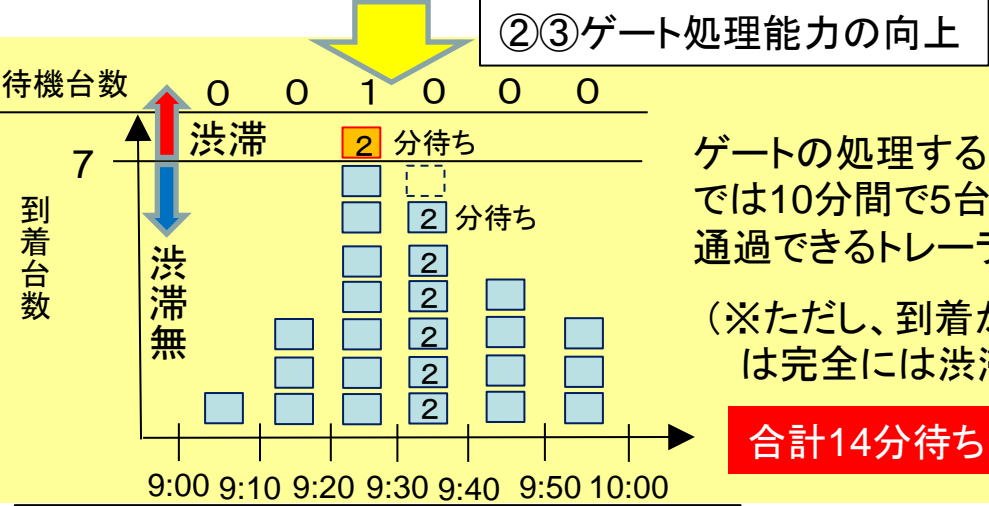 ②③ゲート処理能力の向上
待機台数 0 0 1 0 0 0
渋滞
2 分待ち
7
2 分待ち
2
2
2
2
2
到着台数
渋滞無
ゲートの処理する
では10分間で5台
通過できるトレーラ
（※ただし、到着か
は完全には渋
合計14分待ち
9:00 9:10 9:20 9:30 9:40 9:50 10:00